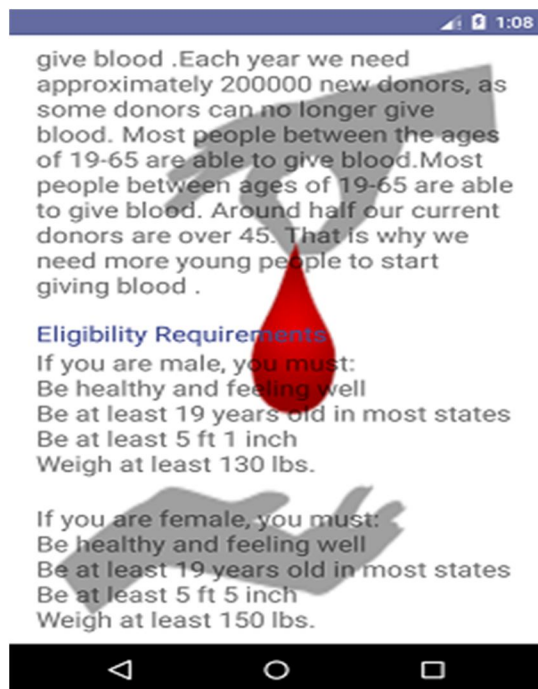 1:08
give blood .Each year we need
approximately 200000 new donors, as
some donors can no longer give
blood. Most people between the ages
of 19-65 are able to give blood.Most
people between ages of 19-65 are able
to give blood. Around half our current
donors are over 45. That is why we
need more young people to start
giving blood .
Eligibility Requirements
If you are male, you must:
Be healthy and feeling well
Be at least 19 years old in most states
Be at least 5 ft 1 inch
Weigh at least 130 lbs.
If you are female, you must:
Be healthy and feeling well
Be at least 19 years old in most states
Be at least 5 ft 5 inch
Weigh at least 150 lbs.